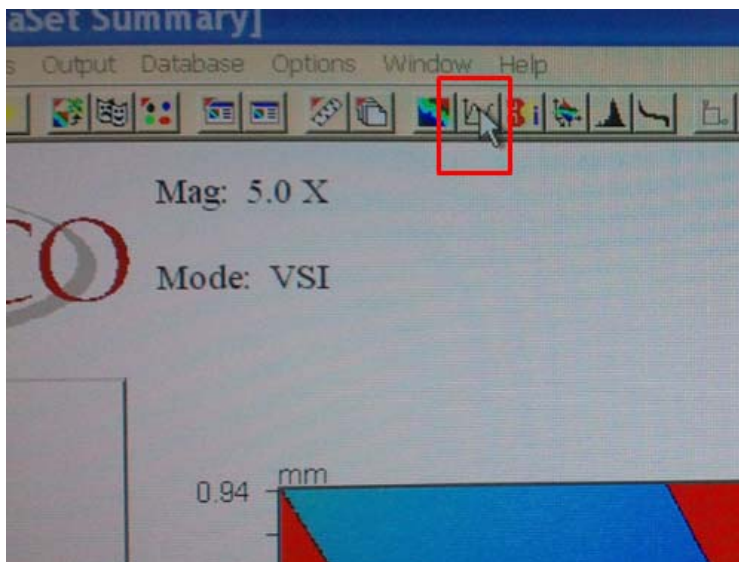 aSet Summary]
s Output Database Options Window Help
Mag: 5.0 X
CO
Mode: VSI
mm
0.94